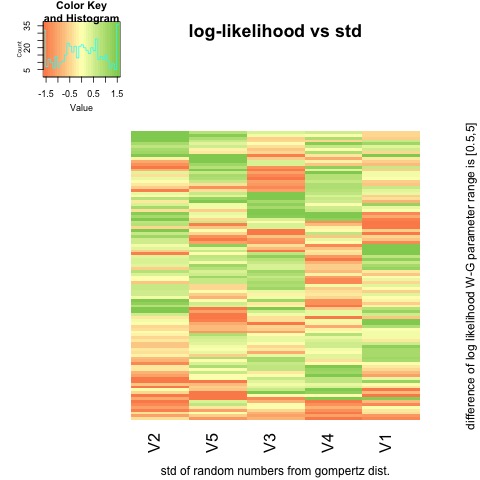 Color Key
and Histogram
log-likelihood vs std
Count
5 20 35
-1.5 -0.5 0.5 1.5
Value
difference of log likelihood W-G parameter range is [0.5,5]
V2 V5 V3 V4 V1
std of random numbers from gompertz dist.